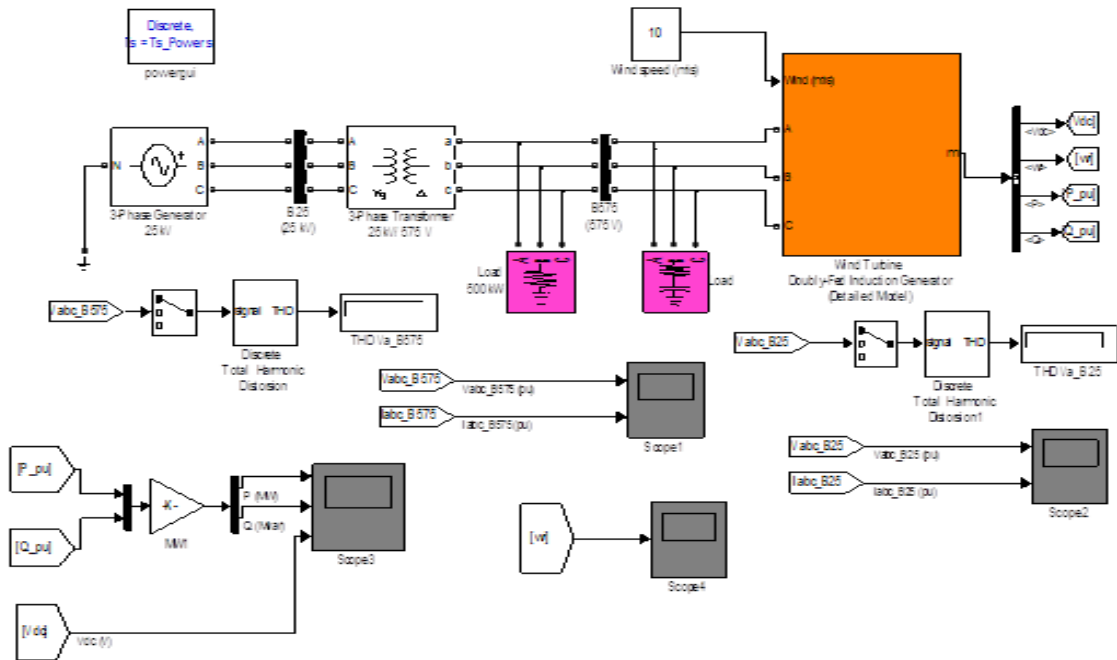 Discrete,
Ts = Ts_Powers
powergui
10
Wind speed (m/s)
Wind (m/s)
A
B
C
m
Wind Turbine
Doubly-Fed Induction Generator
(Detailed Model)
<Vdc>
<P>
<Q>
[Vdc]
[wr]
[P_pu]
[Q_pu]
N
A
B
C
3-Phase Generator
25 kV
B25
(25 kV)
A
B
C
Yg
a
b
c
3-Phase Transformer
25 kV/ 575 V
B575
(575 V)
A
C
Load
500 kW
A
C
Load
Vabc_B575
signal
THD
Discrete
Total Harmonic
Distorsion
THD Va_B575
Vabc_B25
signal
THD
Discrete
Total Harmonic
Distorsion1
THD Va_B25
Vabc_B575
Vabc_B575 (pu)
Iabc_B575
Iabc_B575 (pu)
Scope1
Vabc_B25
Vabc_B25 (pu)
Iabc_B25
Iabc_B25 (pu)
Scope2
[P_pu]
[Q_pu]
-K-
MW1
P (MW)
Q (Mvar)
Scope3
[Vdc]
Vdc (V)
[wr]
Scope4